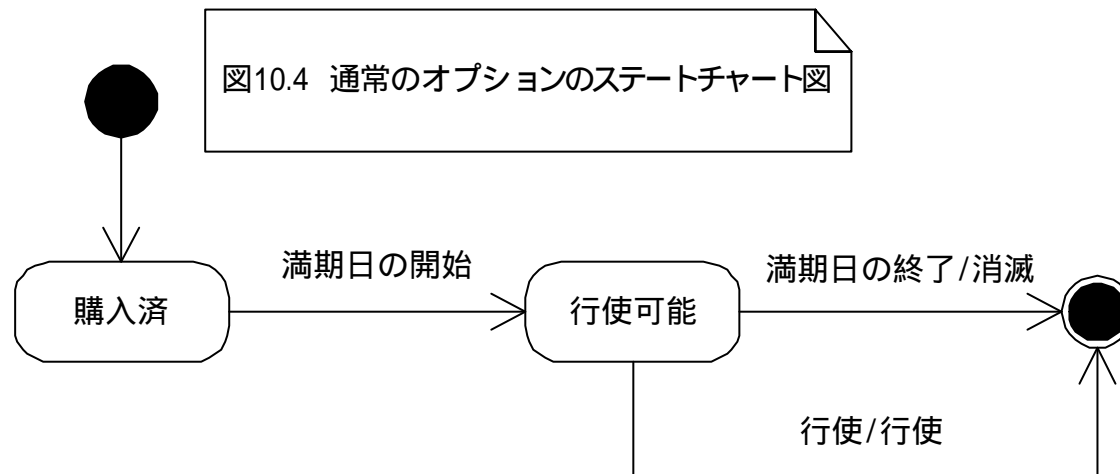 図10.4 通常のオプションのステートチャート図
満期日の開始
満期日の終了/消滅
購入済
行使可能
行使/行使